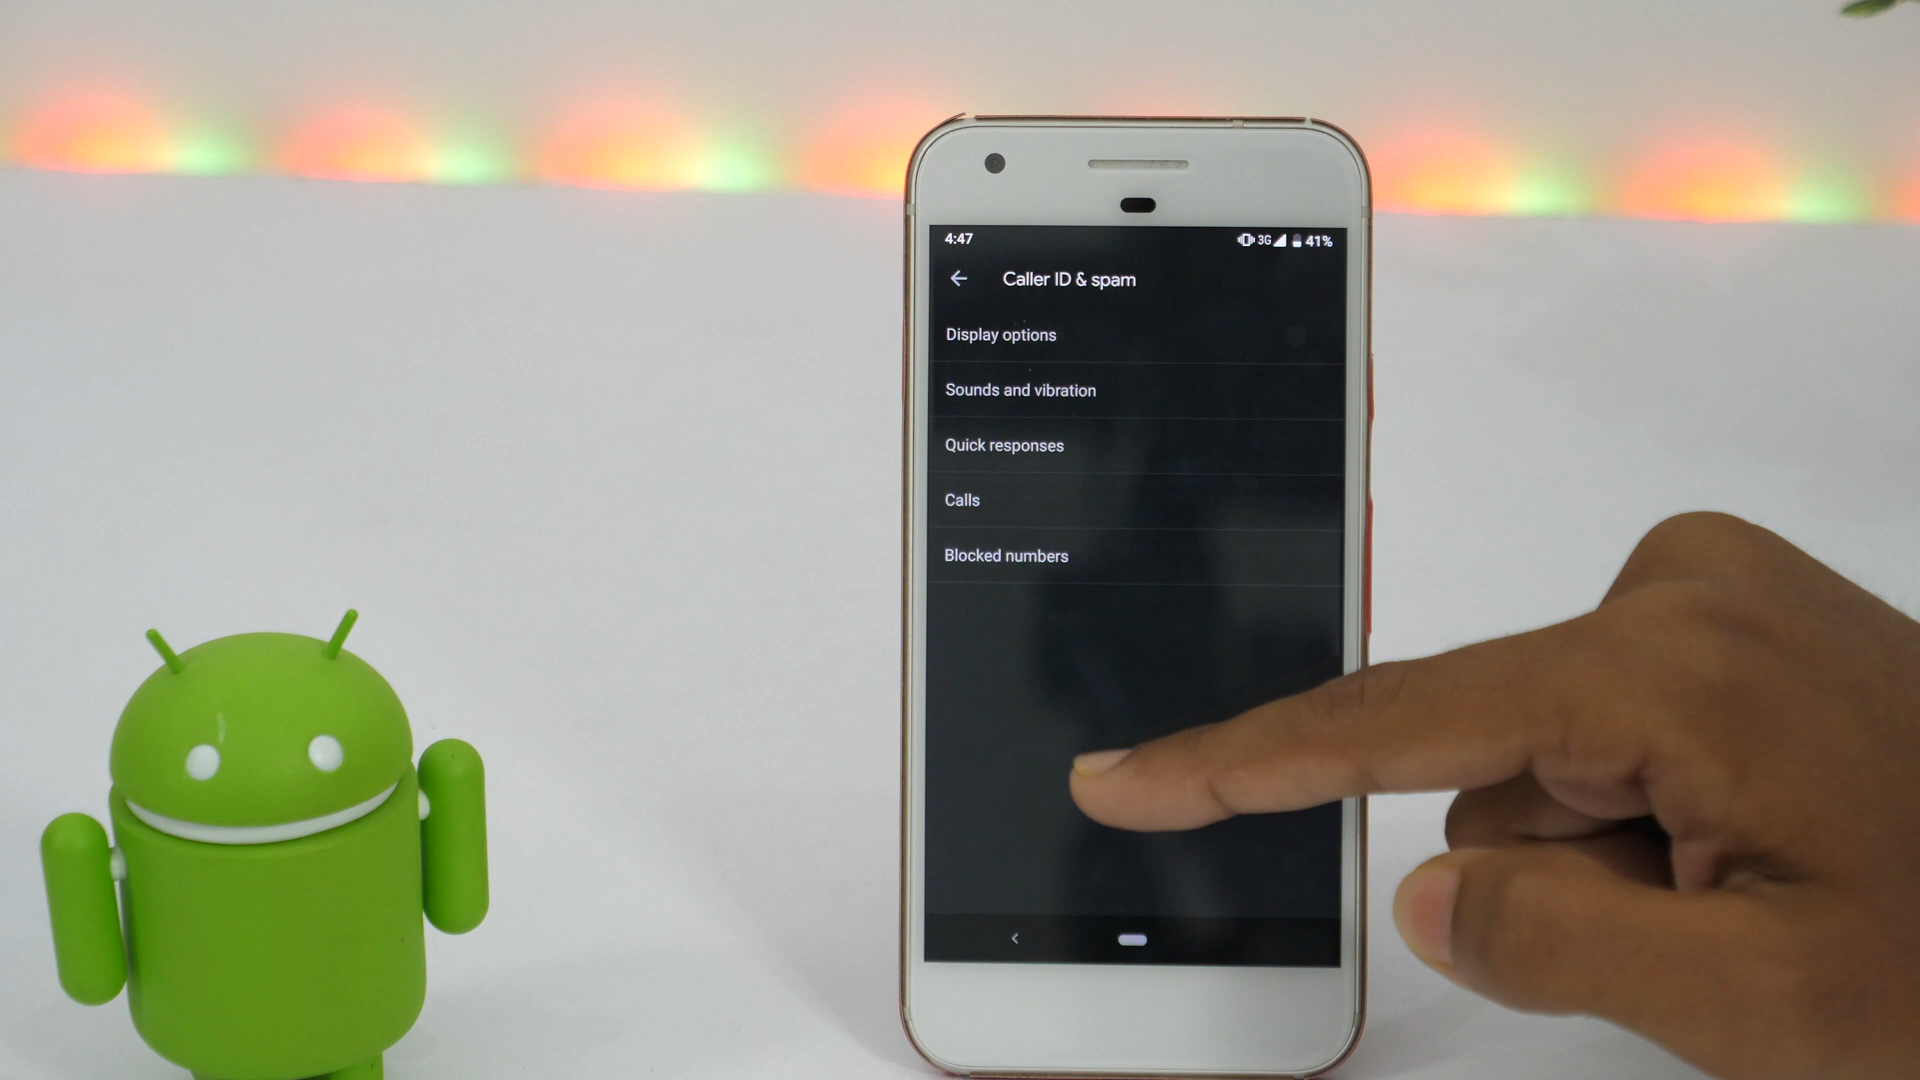 4:47 3G 41%
Caller ID & spam
Display options
Sounds and vibration
Quick responses
Calls
Blocked numbers